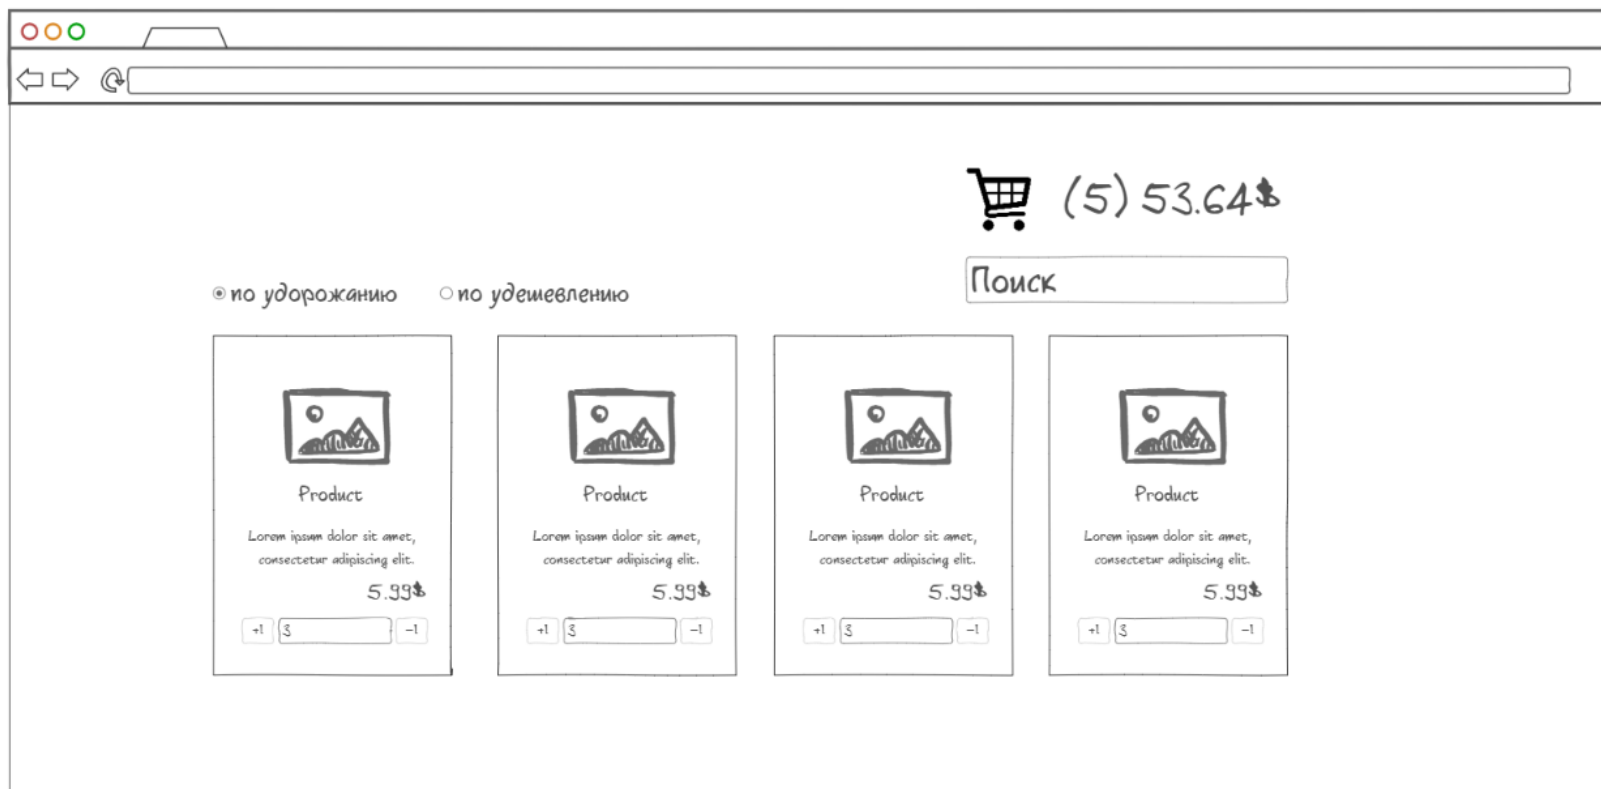 (5) 53.64$
Поиск
по удорожанию по удешевлению
Product Product Product Product
Lorem ipsum dolor sit amet, Lorem ipsum dolor sit amet, Lorem ipsum dolor sit amet, Lorem ipsum dolor sit amet,
consectetur adipiscing elit. consectetur adipiscing elit. consectetur adipiscing elit. consectetur adipiscing elit.
5.99$ 5.99$ 5.99$ 5.99$
+1 3 -1 +1 3 -1 +1 3 -1 +1 3 -1